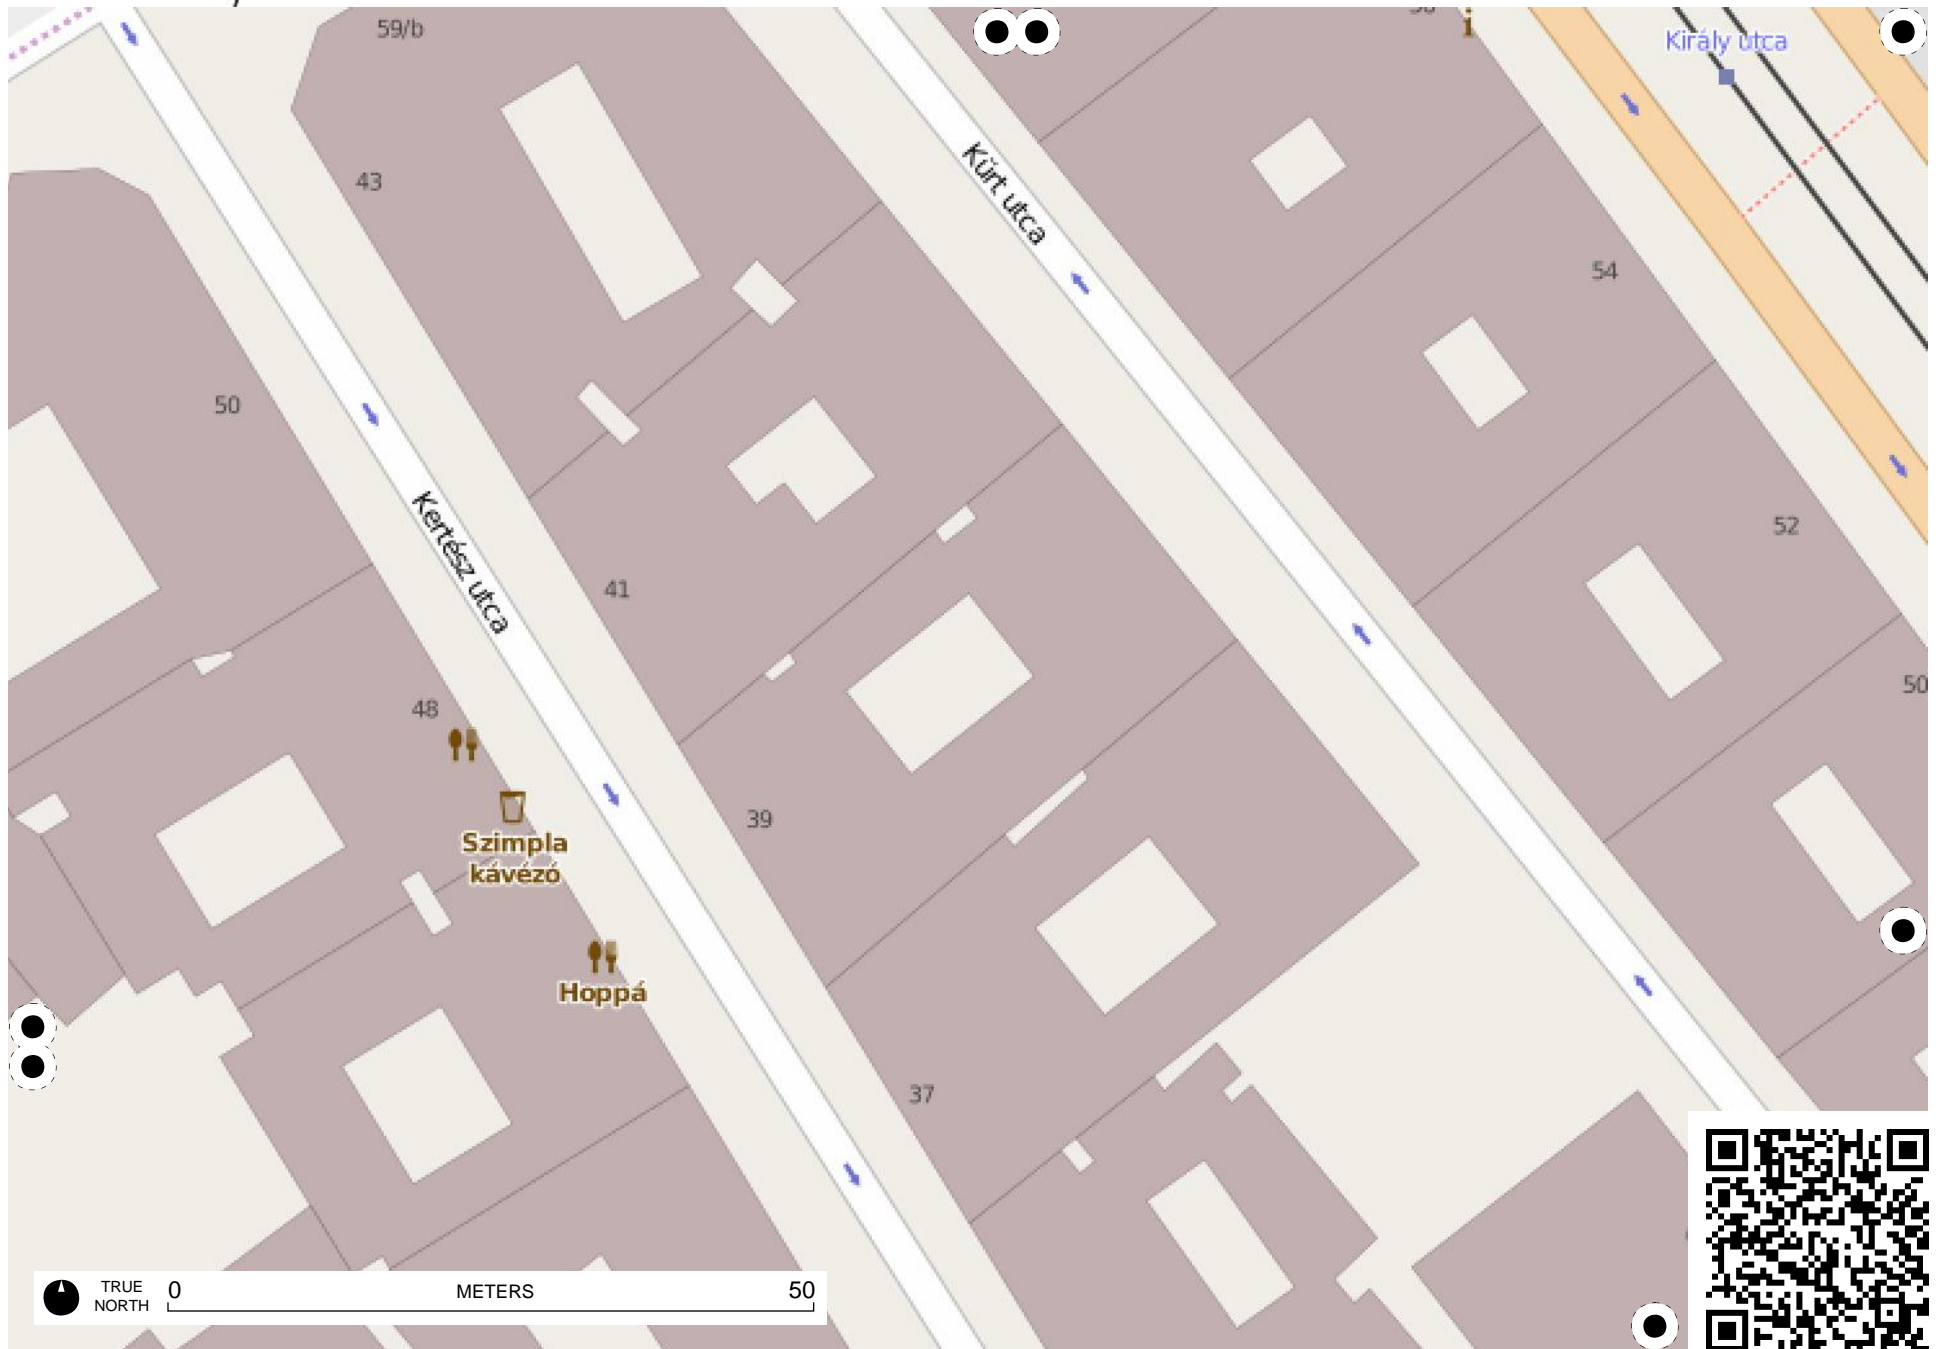 59/b
Király utca
43
Kürt utca
54
50
Kertész utca
52
41
50
48
39
Szimpla
kávézó
Hoppá
37
TRUE
NORTH
0
METERS
50